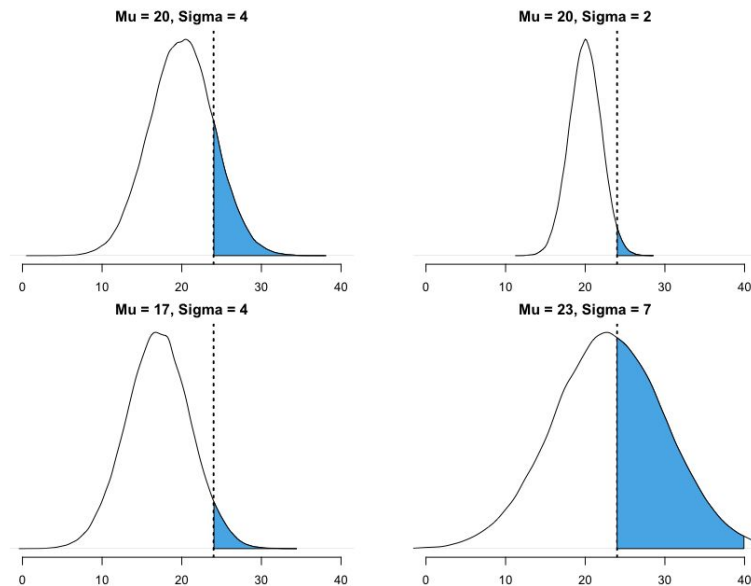 Mu = 20, Sigma = 4
Mu = 20, Sigma = 2
0 10 20 30 40
0 10 20 30 40
Mu = 17, Sigma = 4
Mu = 23, Sigma = 7
0 10 20 30 40
0 10 20 30 40